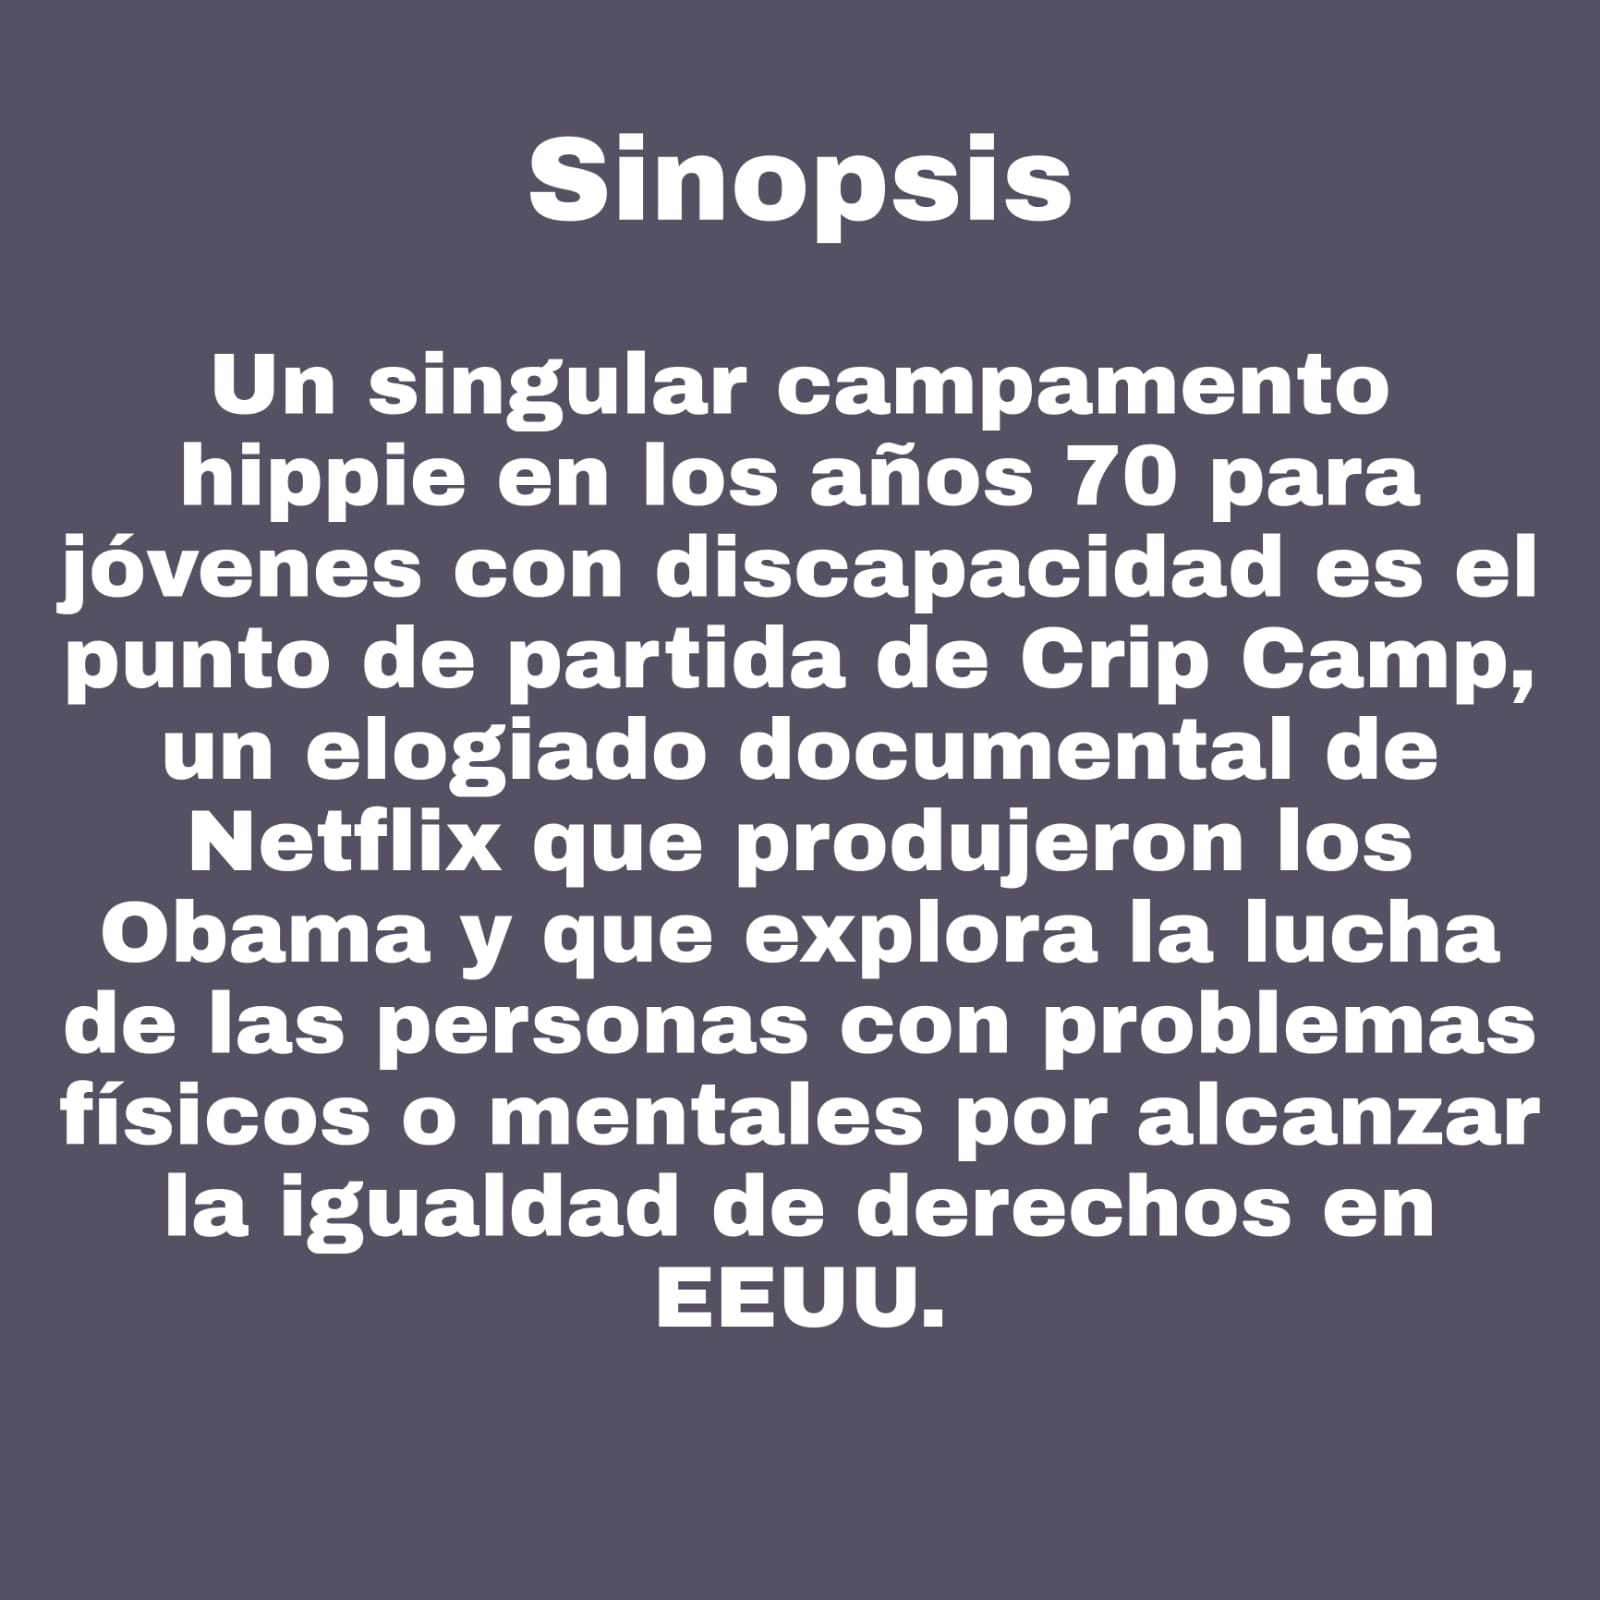 Sinopsis
Un singular campamento
hippie en los años 70 para
jóvenes con discapacidad es el
punto de partida de Crip Camp,
un elogiado documental de
Netflix que produjeron los
Obama y que explora la lucha
de las personas con problemas
físicos o mentales por alcanzar
la igualdad de derechos en
EEUU.